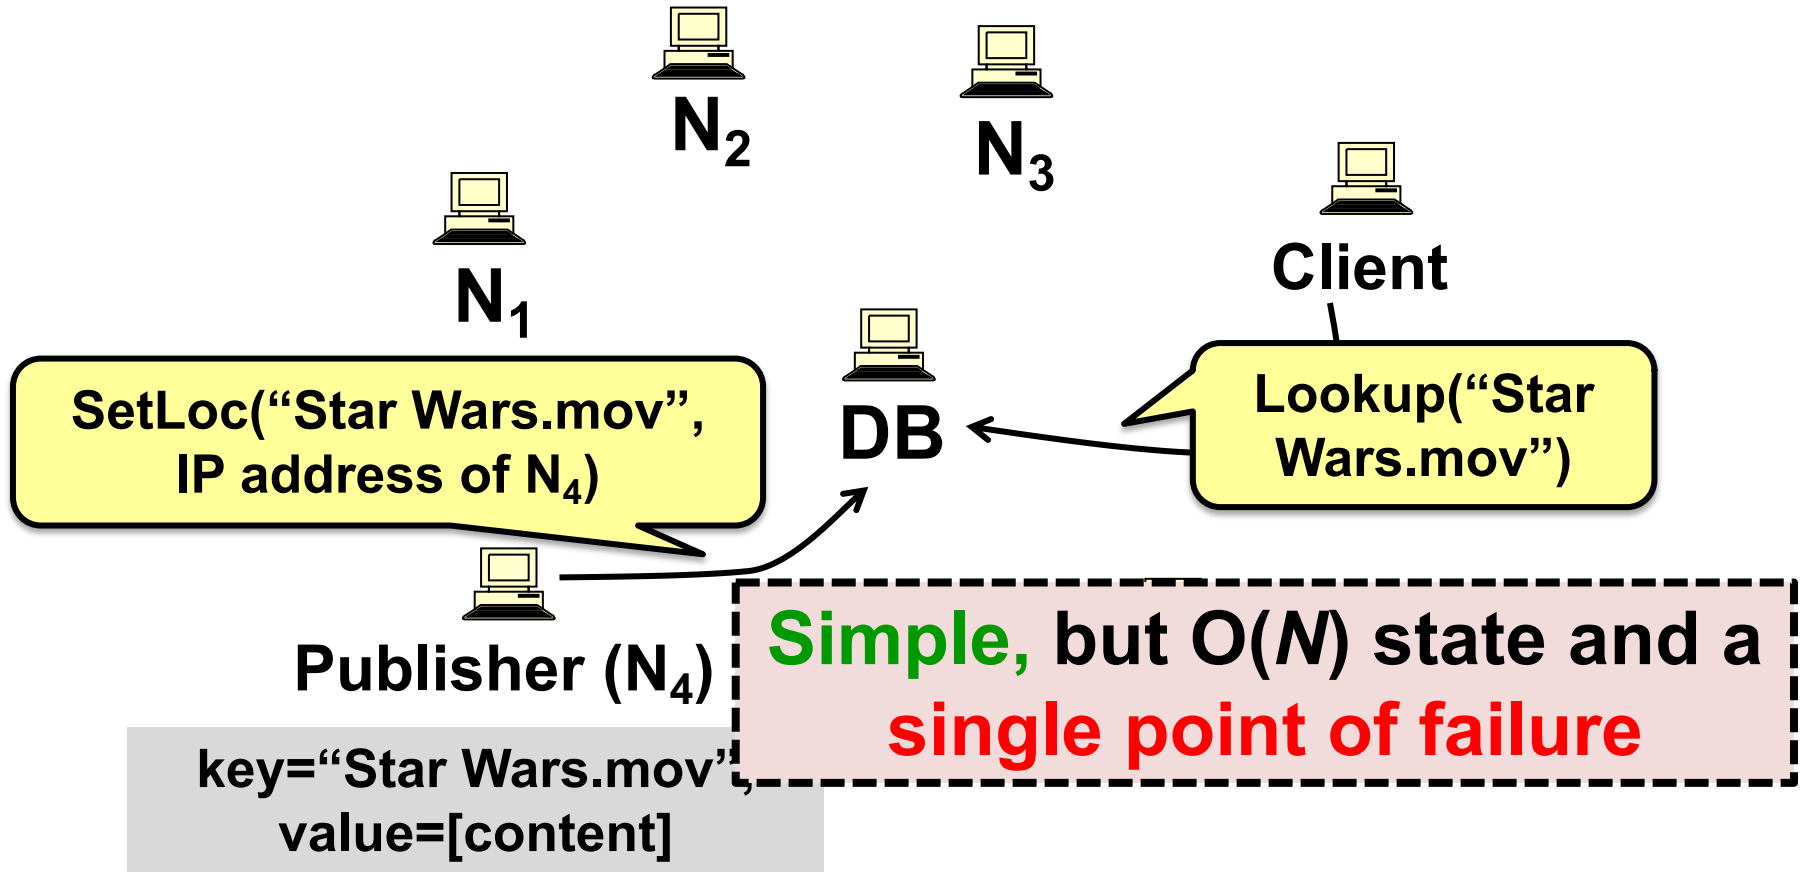 N2
N3
N1
Client
SetLoc(“Star Wars.mov”,
IP address of N4)
DB
Lookup(“Star
Wars.mov”)
Publisher (N4)
Simple, but O(N) state and a
single point of failure
key=“Star Wars.mov”,
value=[content]